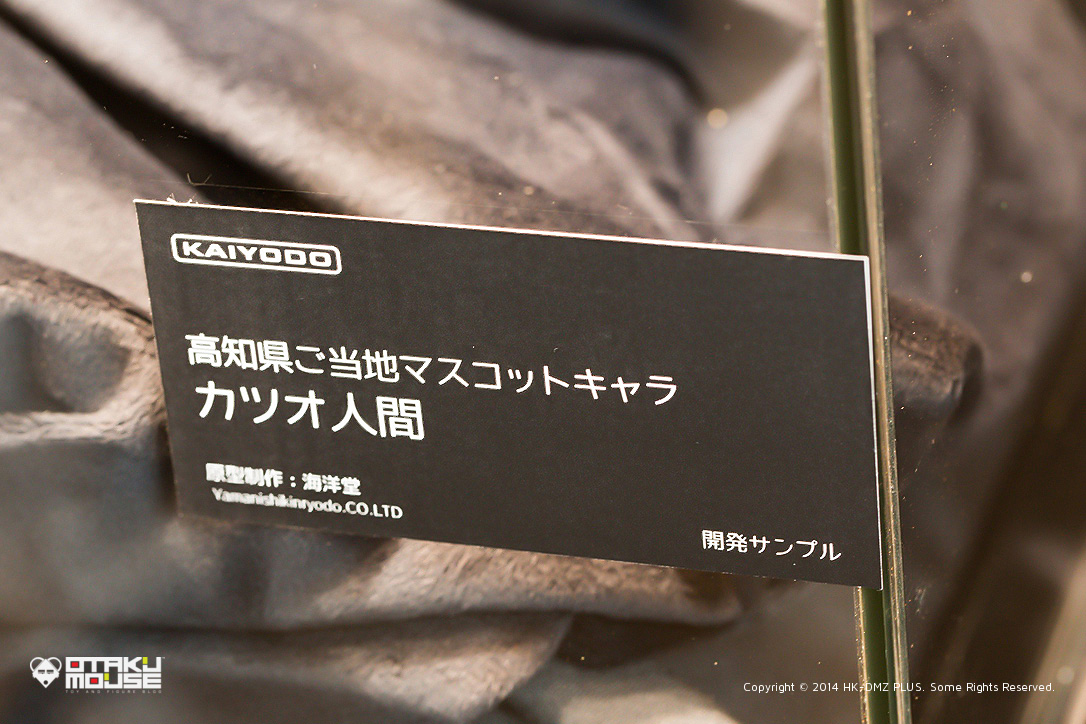 KAIYODO
高知県ご当地マスコットキャラ
カツオ人間
原型制作：海洋堂
Yamanishikinryodo.CO.LTD
開発サンプル
OTAKU
MOUSE
TOY AND FIGURE BLOG
Copyright © 2014 HK-DMZ PLUS. Some Rights Reserved.